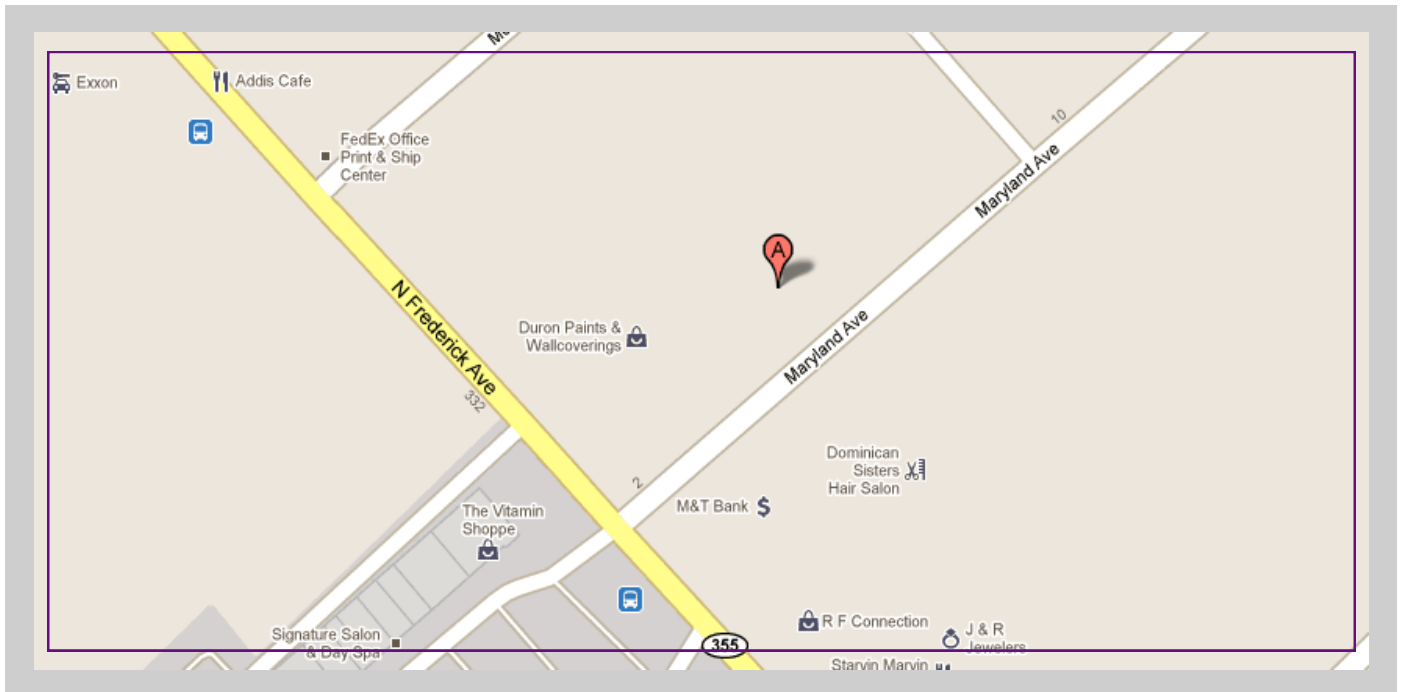 Exxon
Addis Cafe
FedEx Office
Print & Ship
Center
10
Maryland Ave
A
N Frederick Ave
Duron Paints &
Wallcoverings
Maryland Ave
332
Dominican
Sisters
Hair Salon
2
M&T Bank
$
The Vitamin
Shoppe
R F Connection
J & R
Jewelers
Signature Salon
& Day Spa
355
Starvin Marvin